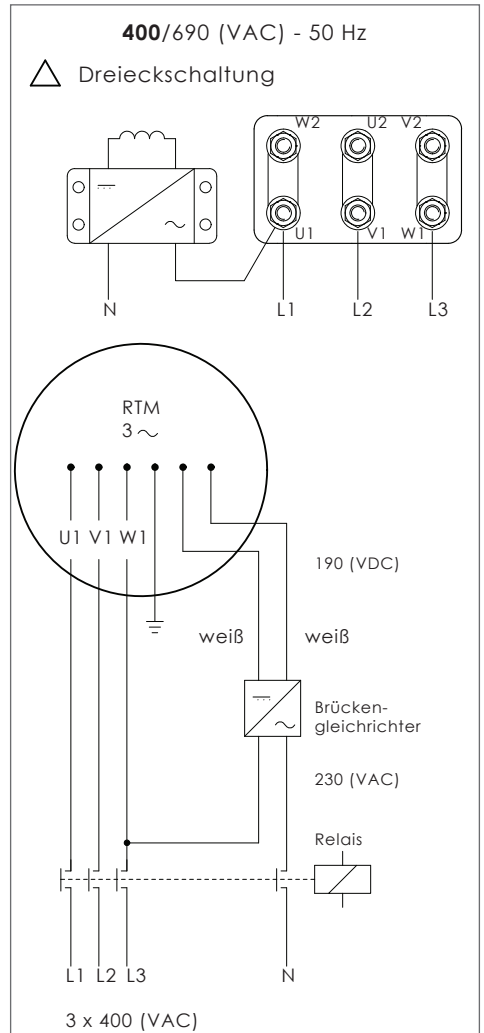 400/690 (VAC) - 50 Hz
Dreieckschaltung
W2 U2 V2
U1 V1 W1
N L1 L2 L3
RTM
3 ~
U1 V1 W1
190 (VDC)
weiß weiß
~
Brücken-
gleichrichter
230 (VAC)
Relais
L1 L2 L3 N
3 x 400 (VAC)